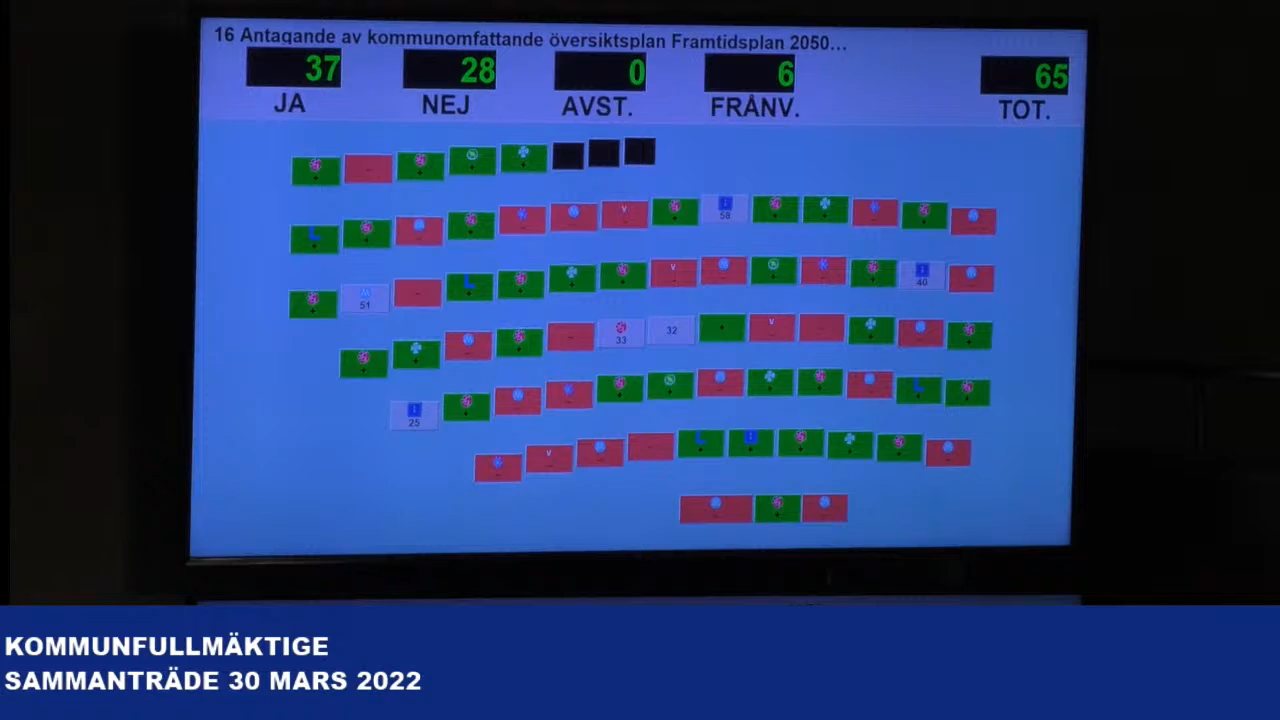 16 Antagande av kommunomfattande översiktsplan Framtidsplan 2050...
37 28 0 6 65
JA NEJ AVST. FRÅNV. TOT.
L V 58
51 L V 40
33 32 V
25 L
V L
KOMMUNFULLMÄKTIGE
SAMMANTRÄDE 30 MARS 2022